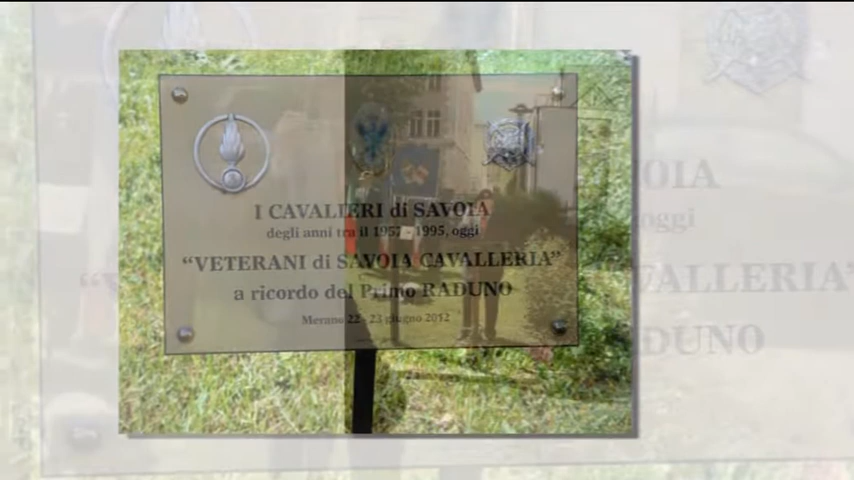 I CAVALIERI di SAVOIA
degli anni tra il 1957 - 1995, oggi
“VETERANI di SAVOIA CAVALLERIA”
a ricordo del Primo RADUNO
Merano 22 - 23 giugno 2012